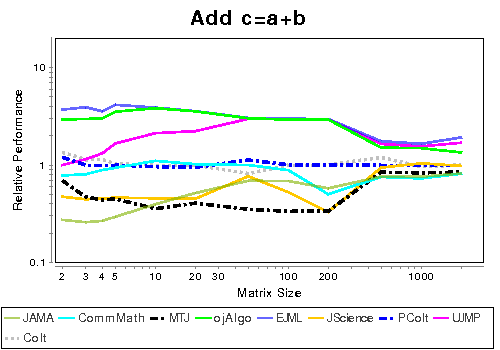 Add c=a+b
Relative Performance
10
1
0.1
2 3 4 5 10 20 30 100 200 1000
Matrix Size
JAMA CommMath MTJ ojAlgo EJML JScience PColt UJMP
Colt